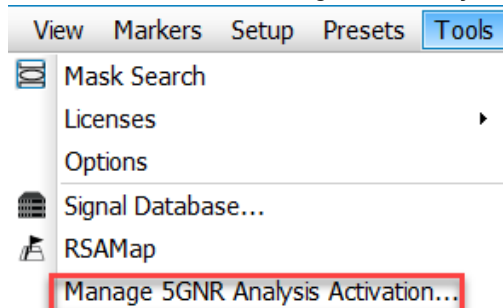 View Markers Setup Presets Tools
Mask Search
Licenses
Options
Signal Database...
RSAMap
Manage 5GNR Analysis Activation...